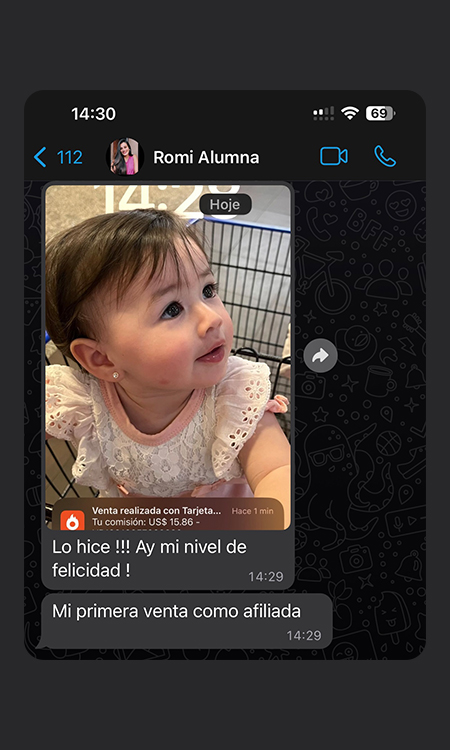 14:30
69
112
Romi Alumna
14:28
Hoje
Venta realizada con Tarjeta... Hace 1 min
Tu comisión: US$ 15.86 -
Lo hice !!! Ay mi nivel de
felicidad !
14:29
Mi primera venta como afiliada
14:29